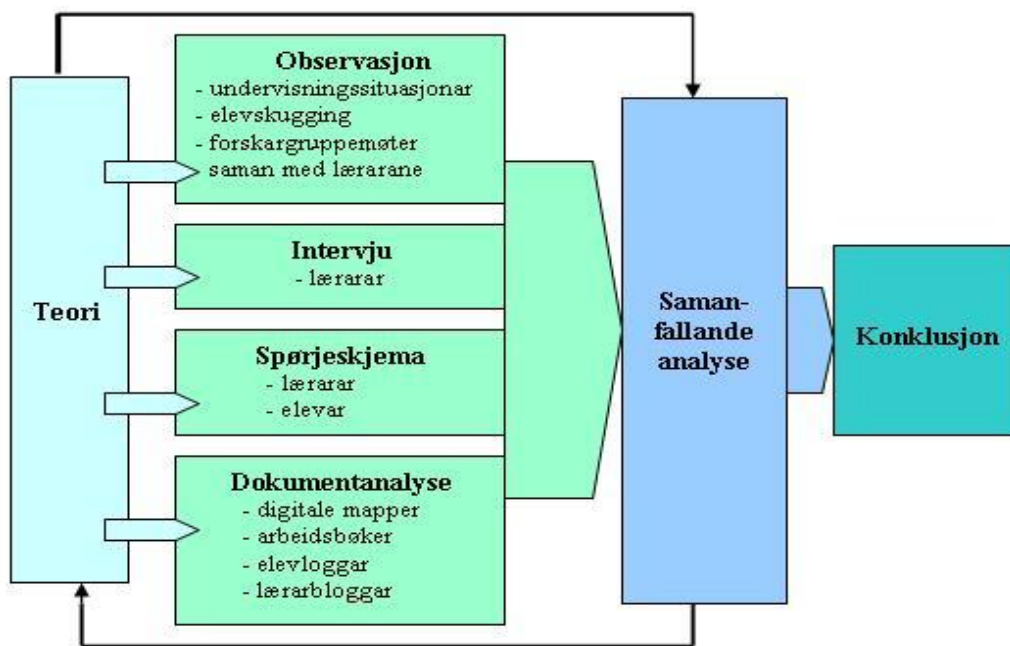 Teori
Observasjon
- undervisningssituasjonar
- elevskugging
- forskargruppemøter
saman med lærarane
Intervju
- lærarar
Spørjeskjema
- lærarar
- elevar
Dokumentanalyse
- digitale mapper
- arbeidsbøker
- elevloggar
- lærarbloggar
Saman-
fallande
analyse
Konklusjon